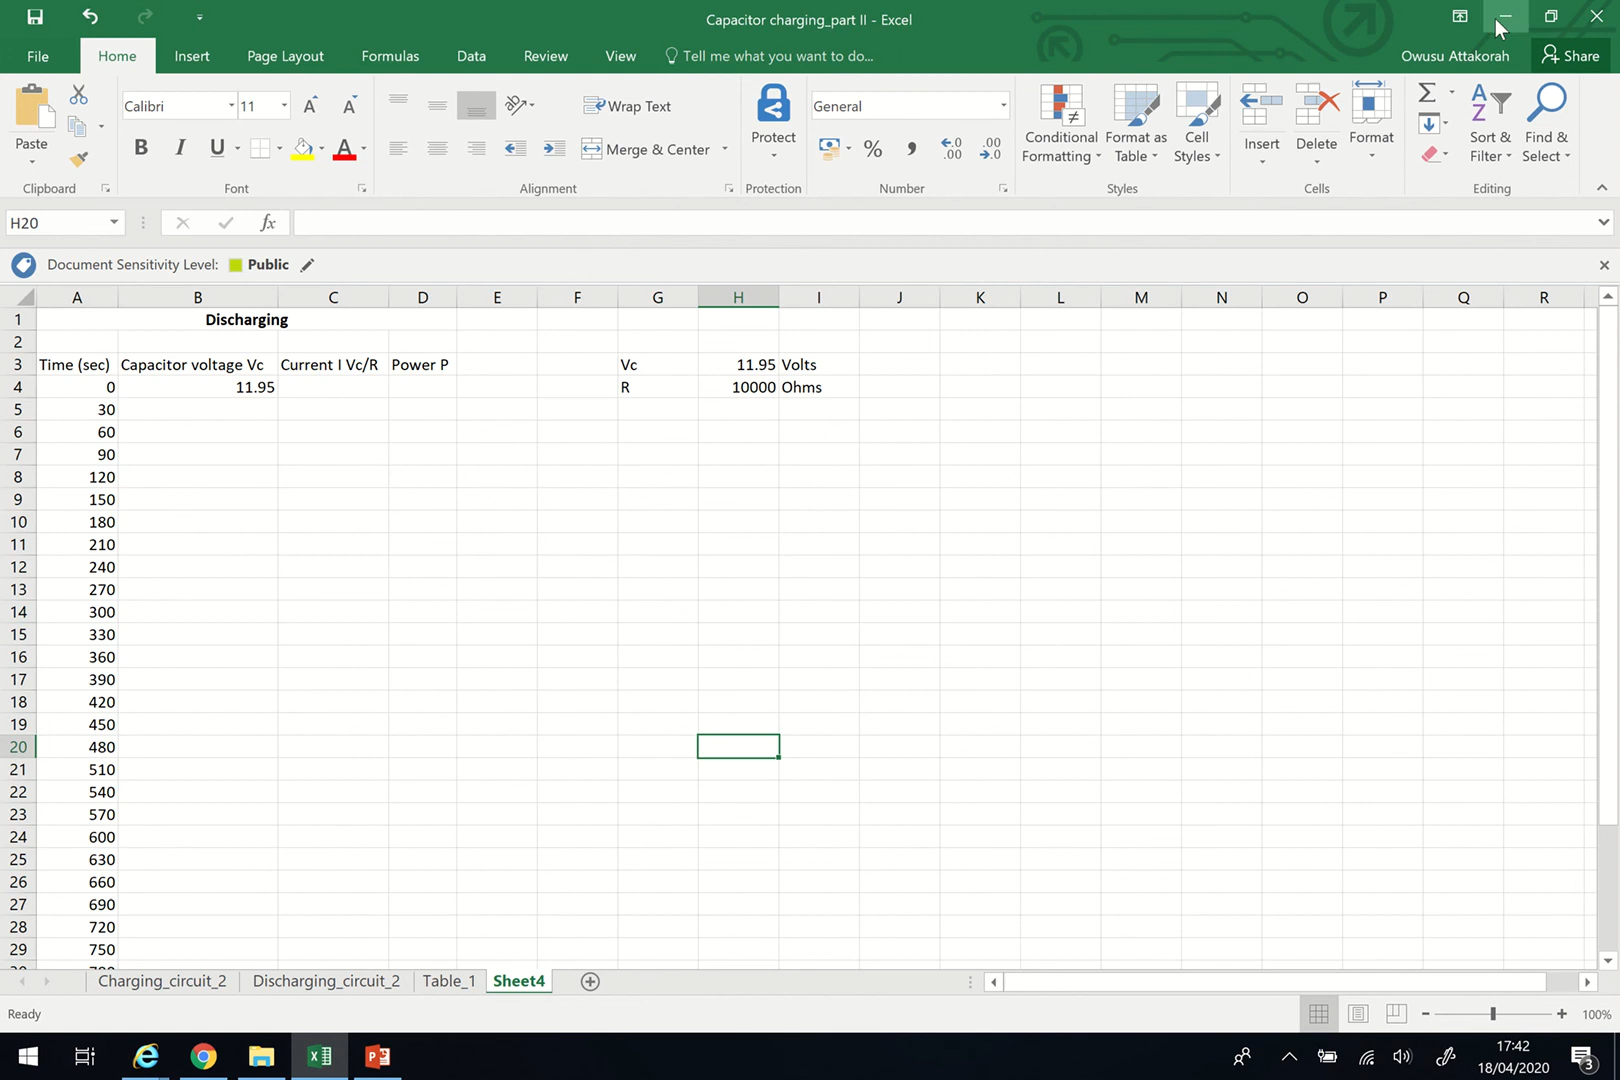 Capacitor charging_part II - Excel
File Home Insert Page Layout Formulas Data Review View Tell me what you want to do... Owusu Attakorah Share
Paste
Calibri 11 A A
B I U A
Wrap Text
Merge & Center
Protect
General
% , .0 .00 .00 .0
Conditional Formatting
Format as Table
Cell Styles
Insert Delete Format
Σ
Sort & Filter
Find & Select
Clipboard Font Alignment Protection Number Styles Cells Editing
H20 fx
Document Sensitivity Level: Public
A B C D E F G H I J K L M N O P Q R
1 Discharging
2
3 Time (sec) Capacitor voltage Vc Current I Vc/R Power P Vc 11.95 Volts
4 0 11.95 R 10000 Ohms
5 30
6 60
7 90
8 120
9 150
10 180
11 210
12 240
13 270
14 300
15 330
16 360
17 390
18 420
19 450
20 480
21 510
22 540
23 570
24 600
25 630
26 660
27 690
28 720
29 750
Charging_circuit_2 Discharging_circuit_2 Table_1 Sheet4
Ready 100%
17:42
18/04/2020
3